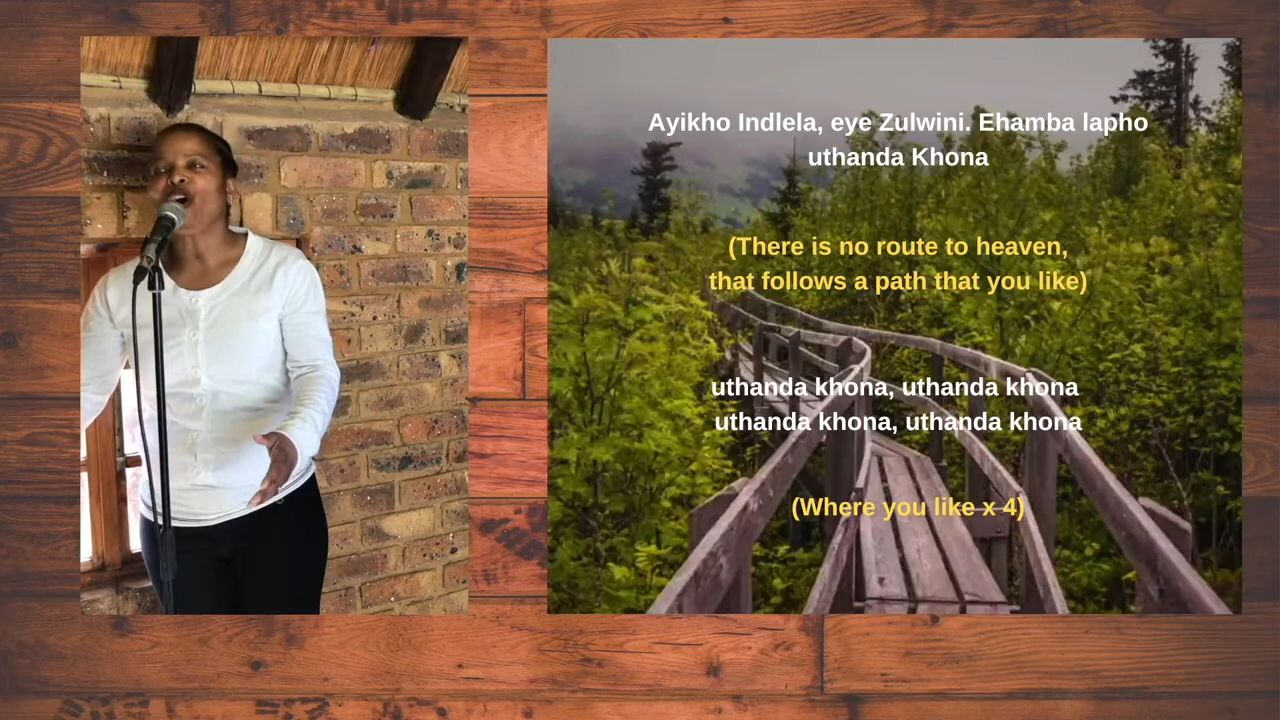 Ayikho Indlela, eye Zulwini. Ehamba lapho
uthanda Khona
(There is no route to heaven,
that follows a path that you like)
uthanda khona, uthanda khona
uthanda khona, uthanda khona
(Where you like x 4)